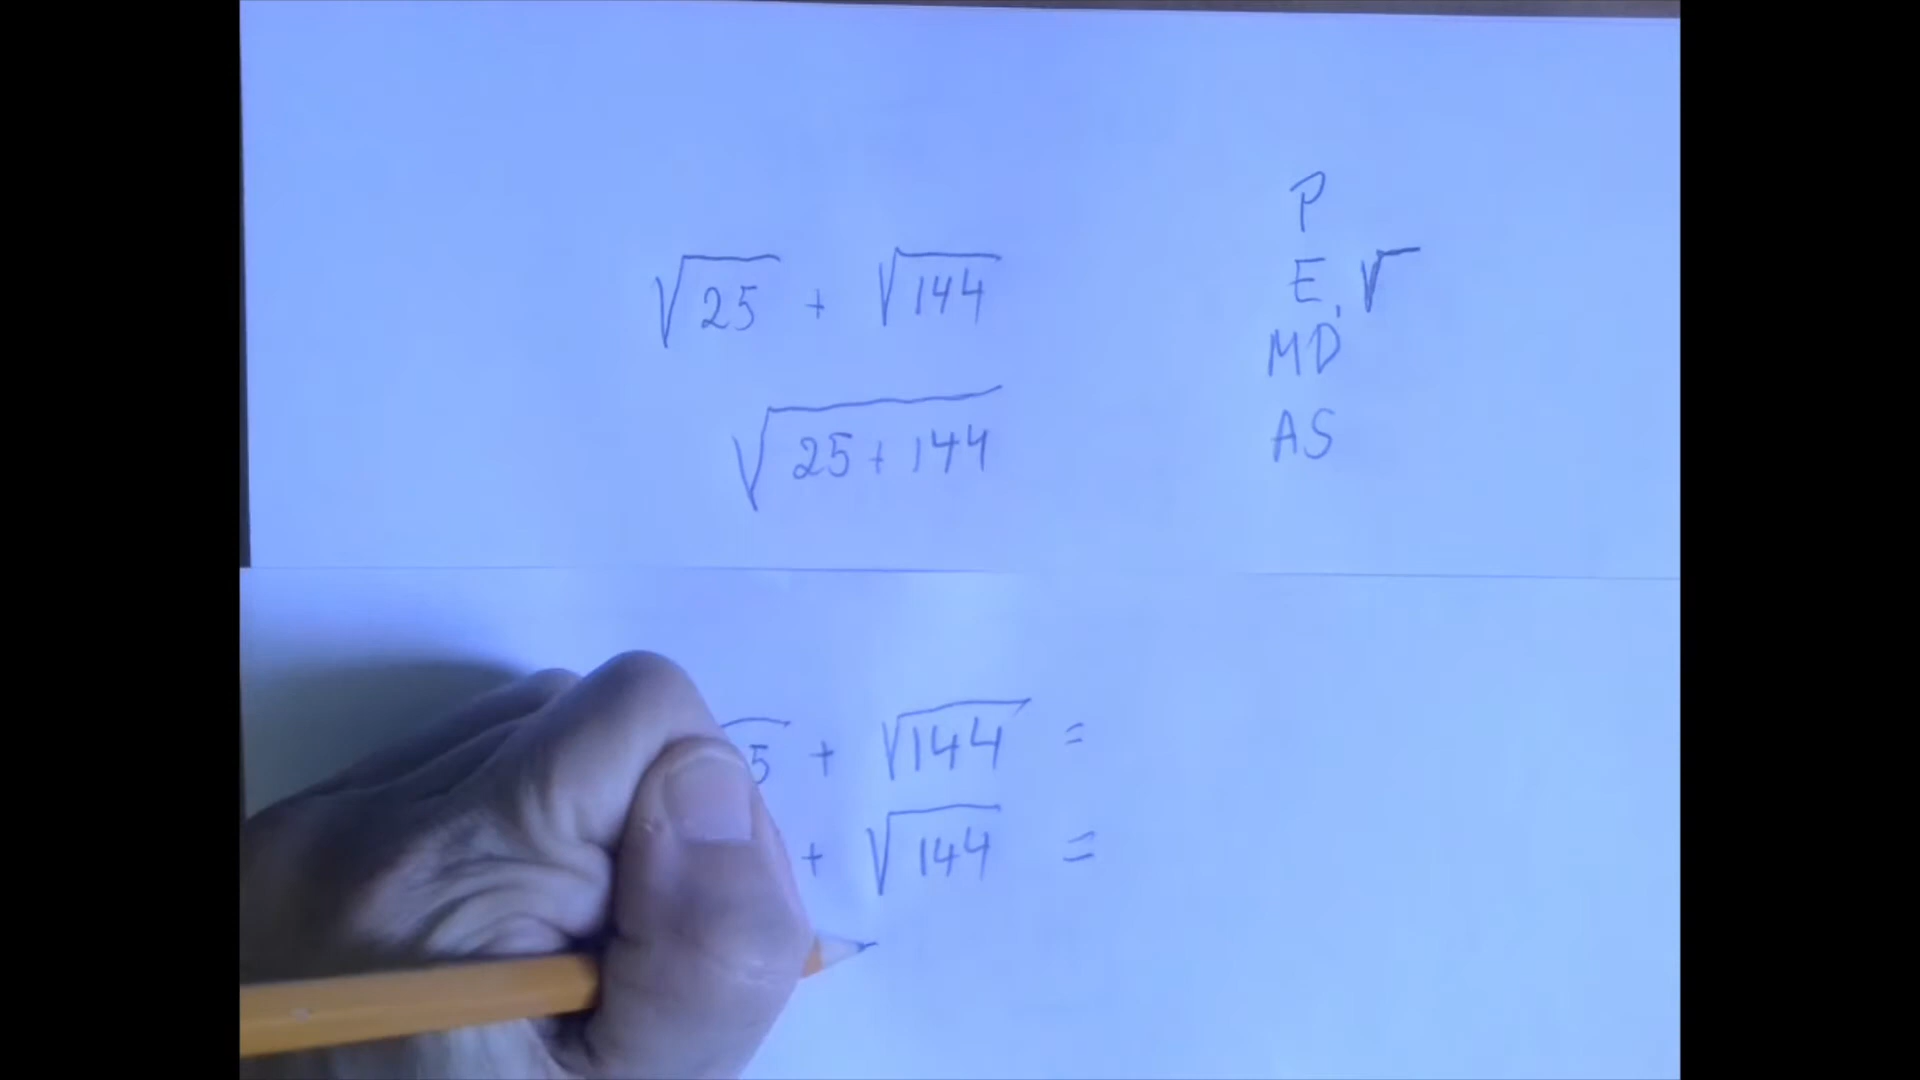 √25 + √144
√25 + 144
P
E, √
MD
AS
5 + √144 =
+ √144 =